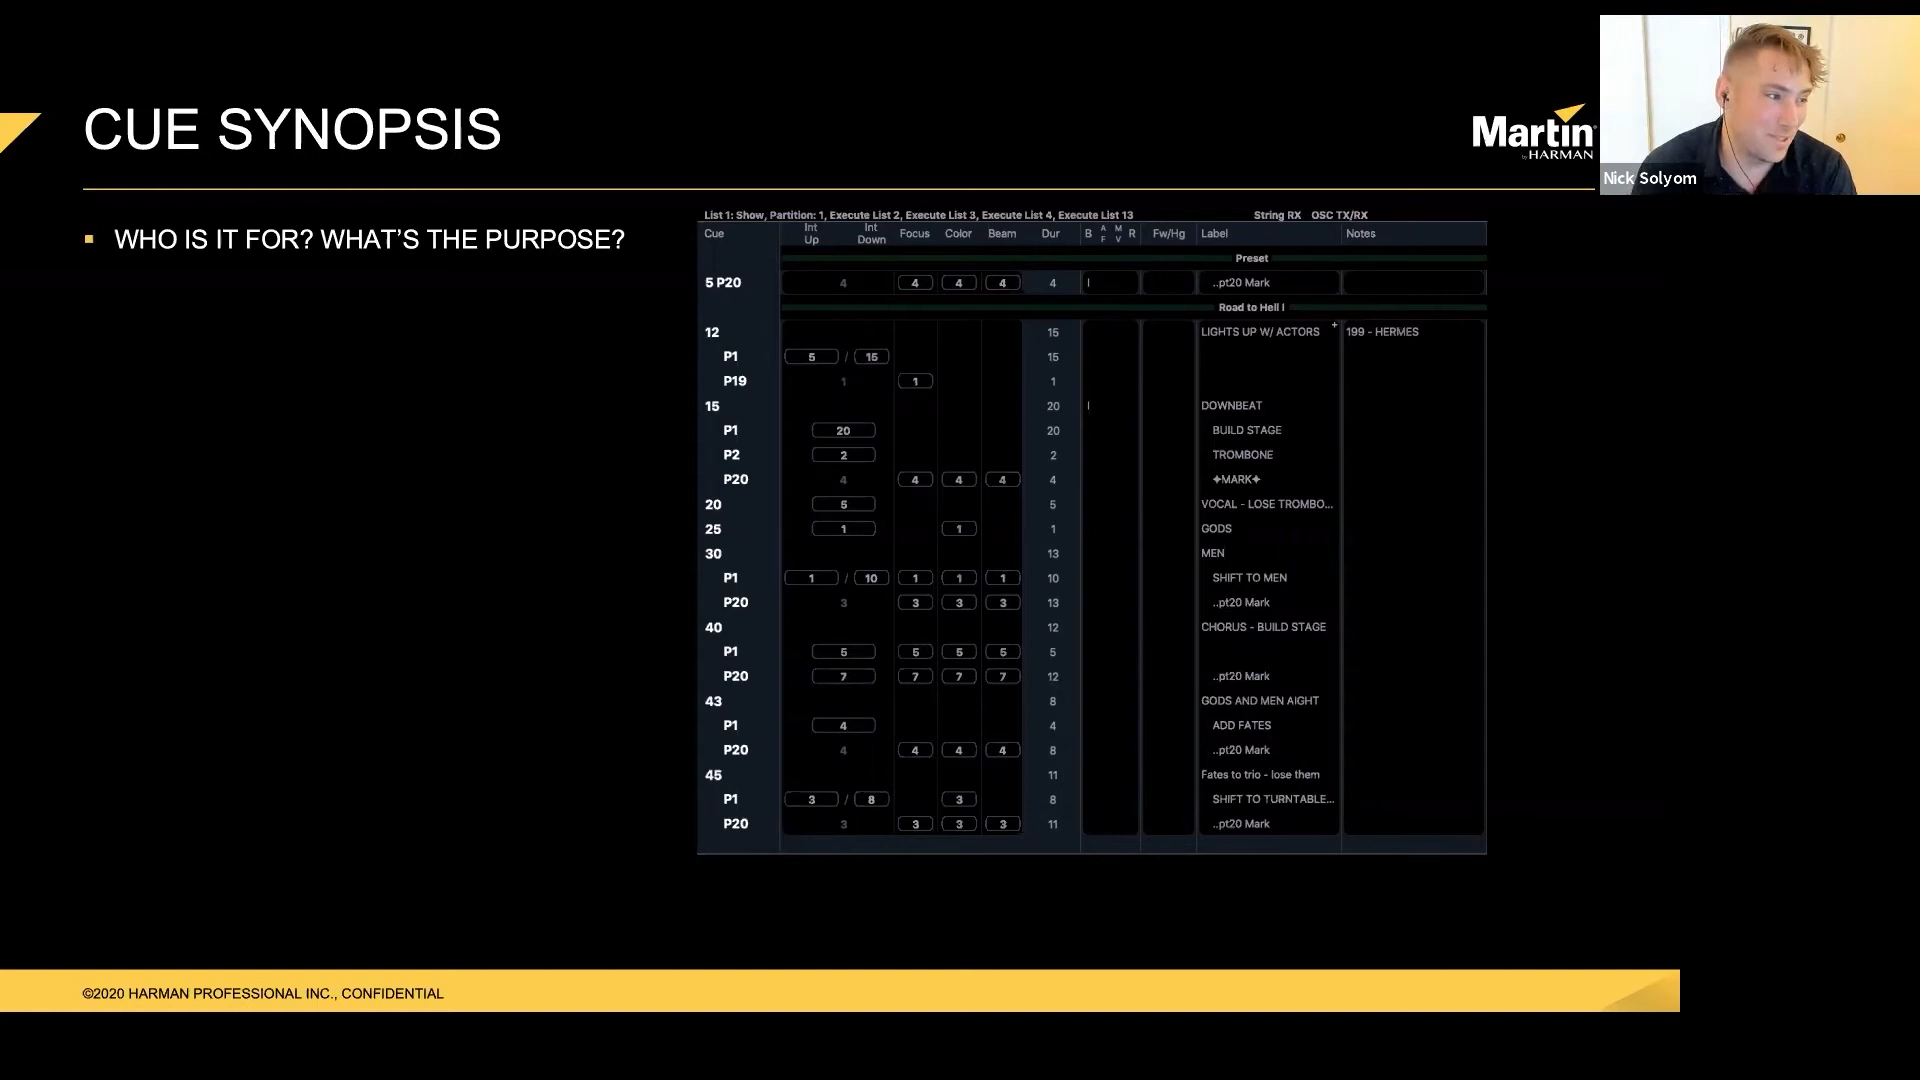 CUE SYNOPSIS
Martin
by HARMAN
Nick Solyom
WHO IS IT FOR? WHAT'S THE PURPOSE?
List 1: Show, Partition: 1, Execute List 2, Execute List 3, Execute List 4, Execute List 13 String RX OSC TX/RX
Cue Int Up Int Down Focus Color Beam Dur B A F M V R Fw/Hg Label Notes
Preset
5 P20 4 4 4 4 4 I ..pt20 Mark
Road to Hell I
12 15 LIGHTS UP W/ ACTORS + 199 - HERMES
P1 5 / 15 15
P19 1 1 1
15 20 I DOWNBEAT
P1 20 20 BUILD STAGE
P2 2 2 TROMBONE
P20 4 4 4 4 4 ✦MARK✦
20 5 5 VOCAL - LOSE TROMBO...
25 1 1 1 GODS
30 13 MEN
P1 1 / 10 1 1 1 10 SHIFT TO MEN
P20 3 3 3 3 13 ..pt20 Mark
40 12 CHORUS - BUILD STAGE
P1 5 5 5 5 5
P20 7 7 7 7 12 ..pt20 Mark
43 8 GODS AND MEN AIGHT
P1 4 4 ADD FATES
P20 4 4 4 4 8 ..pt20 Mark
45 11 Fates to trio - lose them
P1 3 / 8 3 8 SHIFT TO TURNTABLE...
P20 3 3 3 3 11 ..pt20 Mark
©2020 HARMAN PROFESSIONAL INC., CONFIDENTIAL